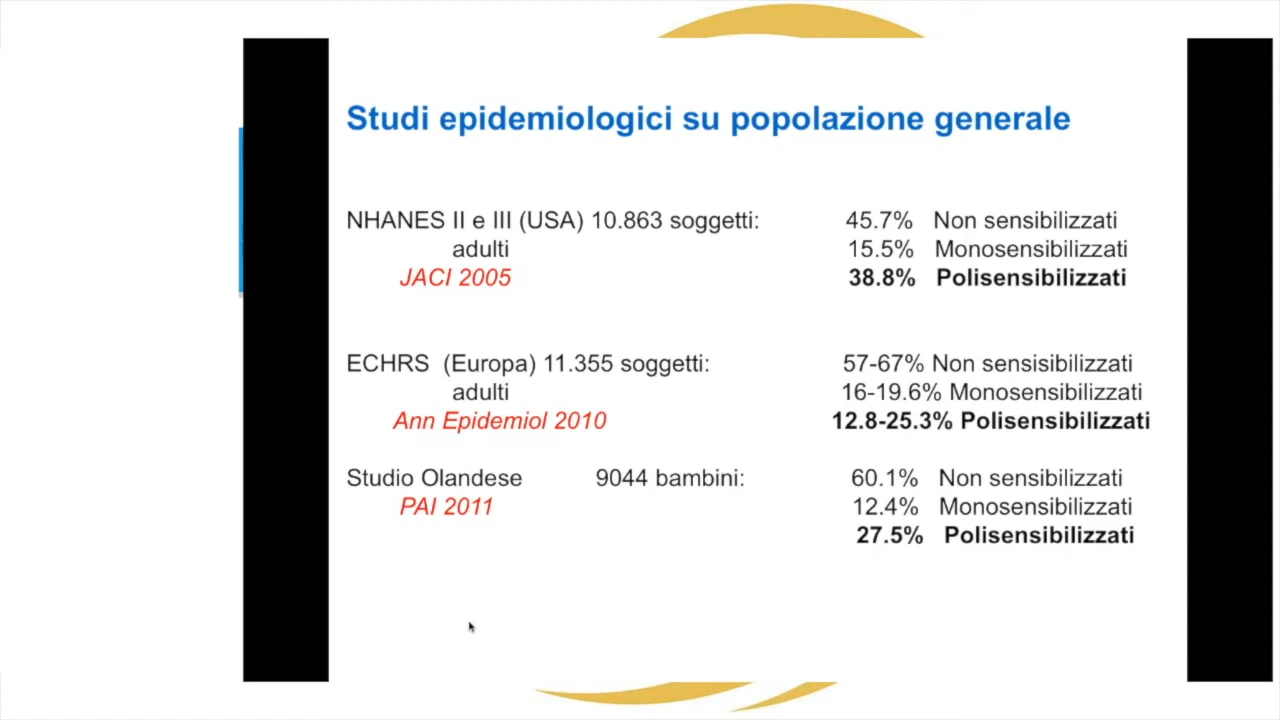 Studi epidemiologici su popolazione generale
NHANES II e III (USA) 10.863 soggetti: 45.7% Non sensibilizzati
adulti 15.5% Monosensibilizzati
JACI 2005 38.8% Polisensibilizzati
ECHRS (Europa) 11.355 soggetti: 57-67% Non sensisibilizzati
adulti 16-19.6% Monosensibilizzati
Ann Epidemiol 2010 12.8-25.3% Polisensibilizzati
Studio Olandese 9044 bambini: 60.1% Non sensibilizzati
PAI 2011 12.4% Monosensibilizzati
27.5% Polisensibilizzati